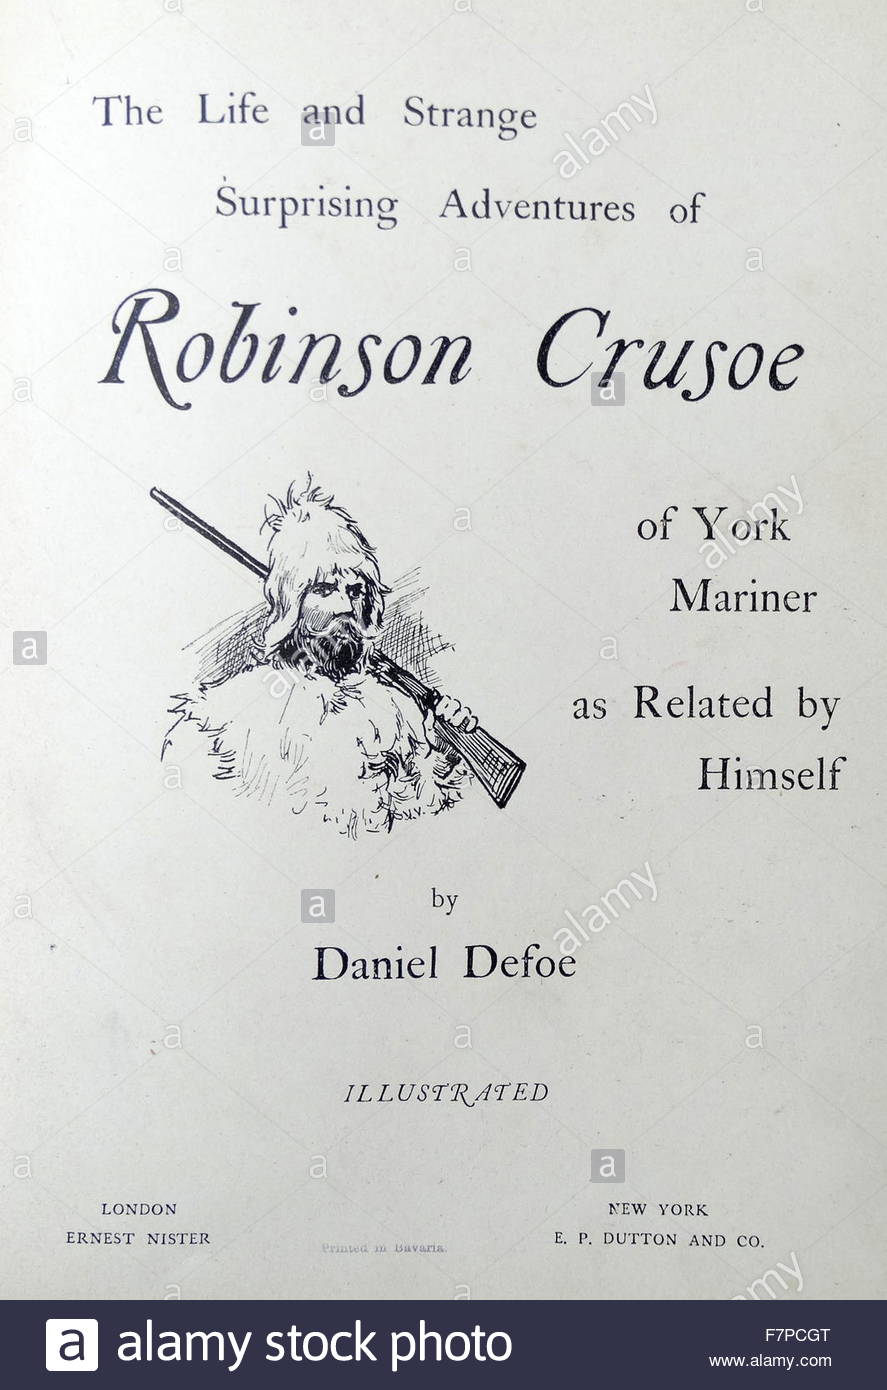 The Life and Strange
Surprising Adventures of
Robinson Crusoe
of York
Mariner
as Related by
Himself
by
Daniel Defoe
ILLUSTRATED
LONDON
ERNEST NISTER
Printed in Bavaria.
NEW YORK
E. P. DUTTON AND CO.
alamy
a alamy stock photo
F7PCGT
www.alamy.com